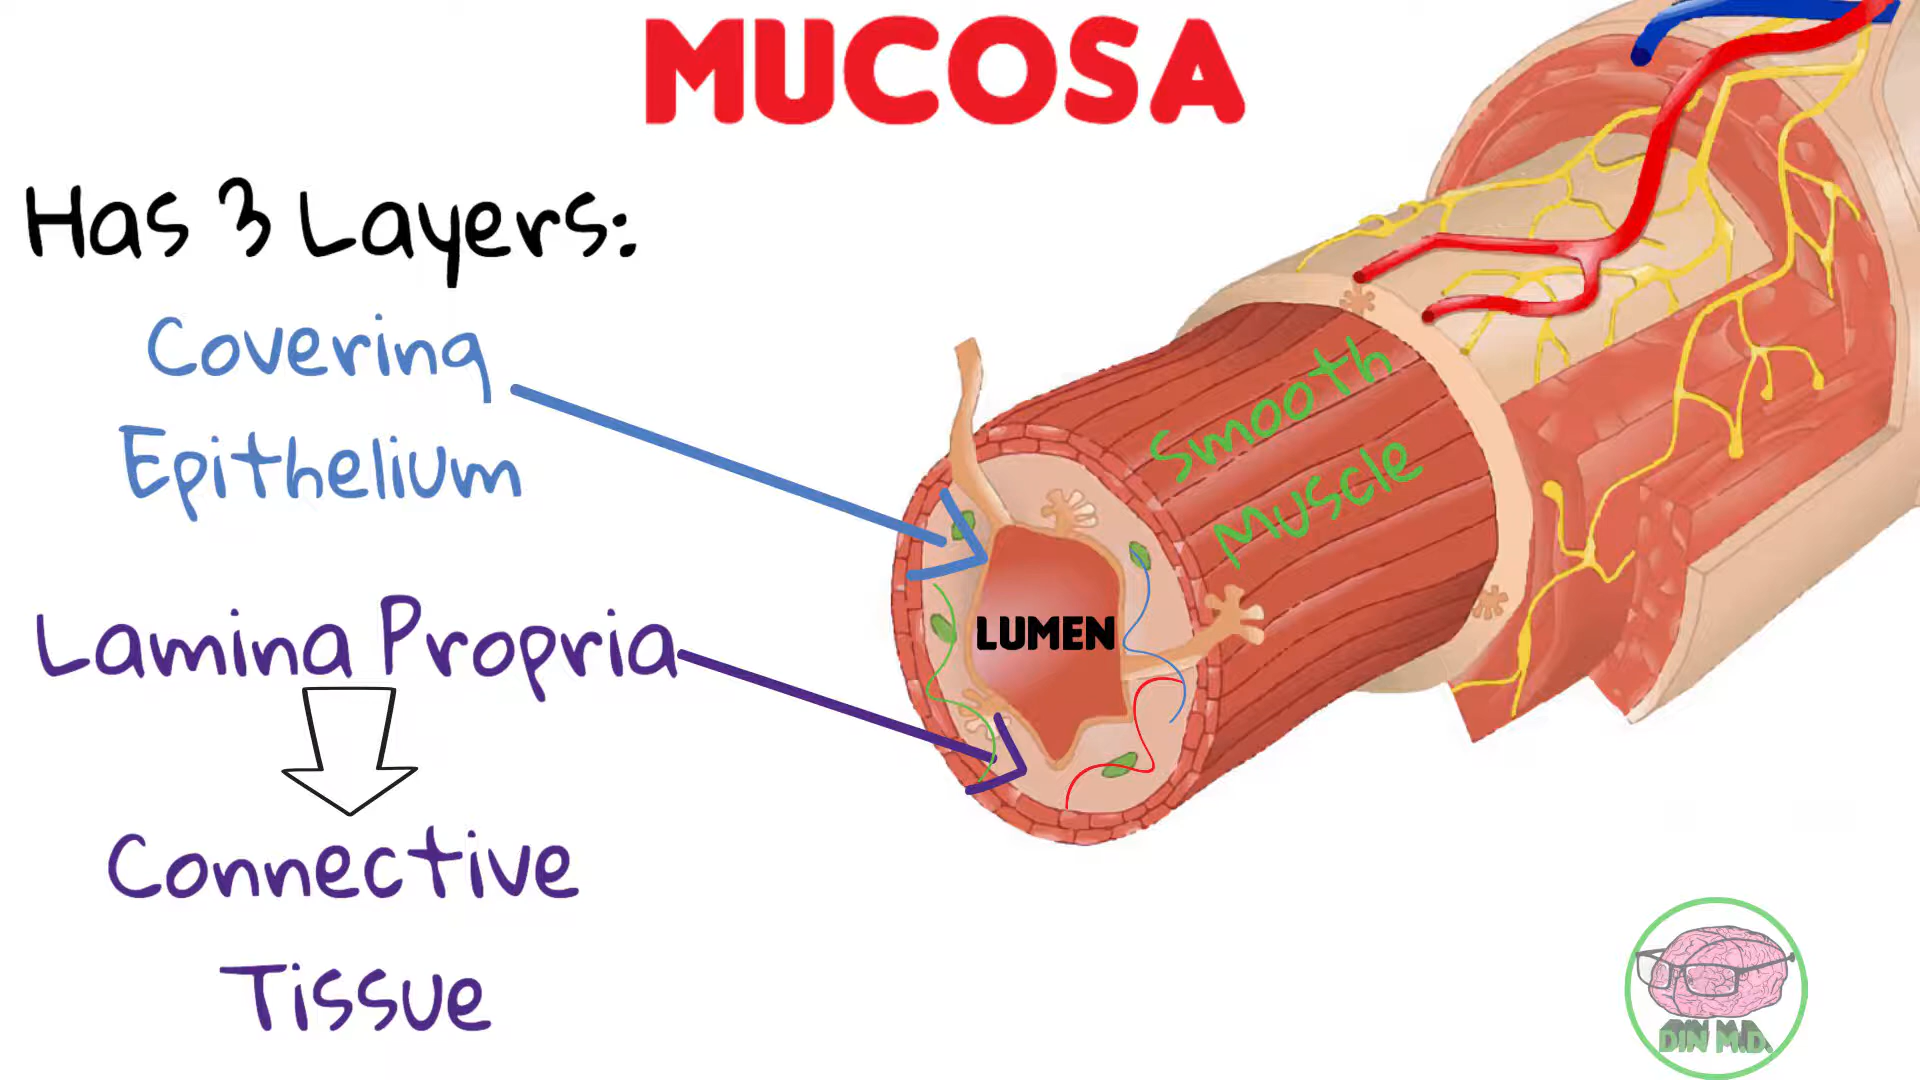 MUCOSA
Has 3 Layers:
Covering
Epithelium
Lamina Propria
Connective
Tissue
Smooth
Muscle
LUMEN
DIN M.D.